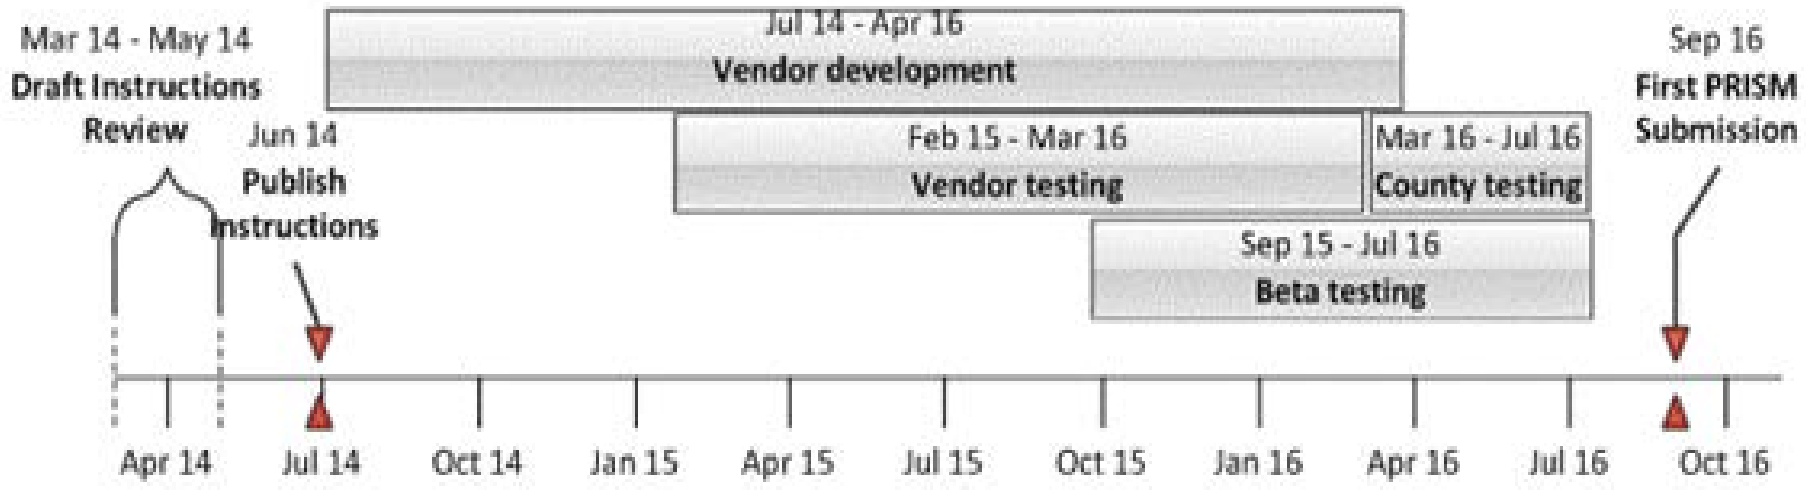 Mar 14 - May 14
Draft Instructions
Review
Jun 14
Publish
Instructions
Jul 14 - Apr 16
Vendor development
Feb 15 - Mar 16
Vendor testing
Mar 16 - Jul 16
County testing
Sep 15 - Jul 16
Beta testing
Sep 16
First PRISM
Submission
Apr 14
Jul 14
Oct 14
Jan 15
Apr 15
Jul 15
Oct 15
Jan 16
Apr 16
Jul 16
Oct 16